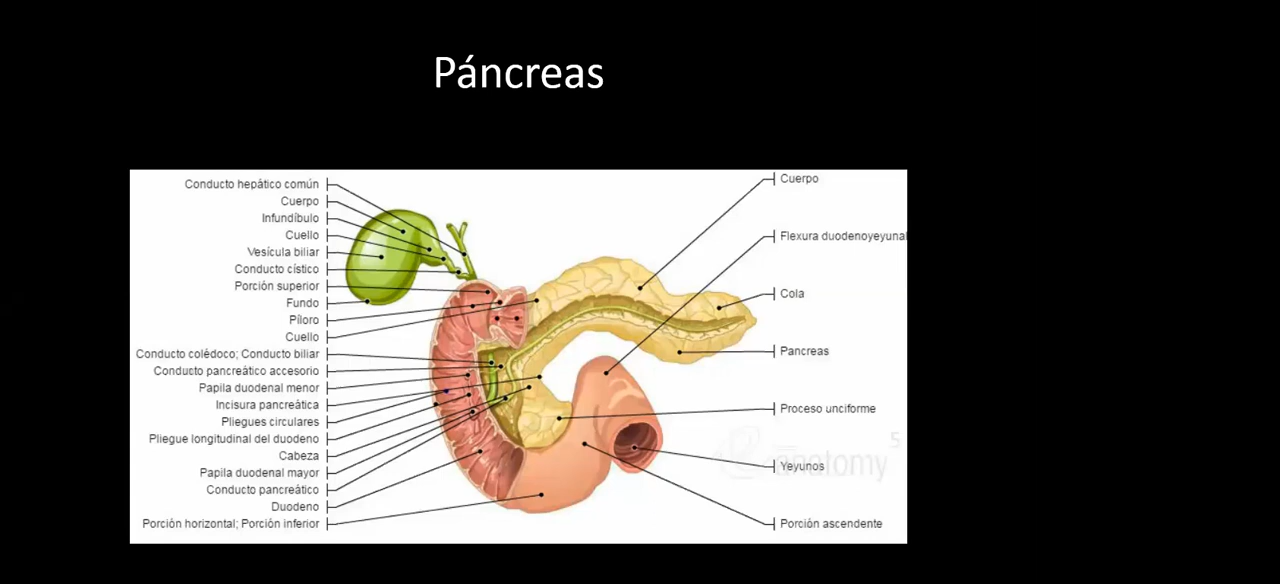 Páncreas
Conducto hepático común
Cuerpo
Infundíbulo
Cuello
Vesícula biliar
Conducto cístico
Porción superior
Fundo
Píloro
Cuello
Conducto colédoco; Conducto biliar
Conducto pancreático accesorio
Papila duodenal menor
Incisura pancreática
Pliegues circulares
Pliegue longitudinal del duodeno
Cabeza
Papila duodenal mayor
Conducto pancreático
Duodeno
Porción horizontal; Porción inferior
Cuerpo
Flexura duodenoyeyunal
Cola
Pancreas
Proceso unciforme
Yeyunos
Porción ascendente
anatomy
5